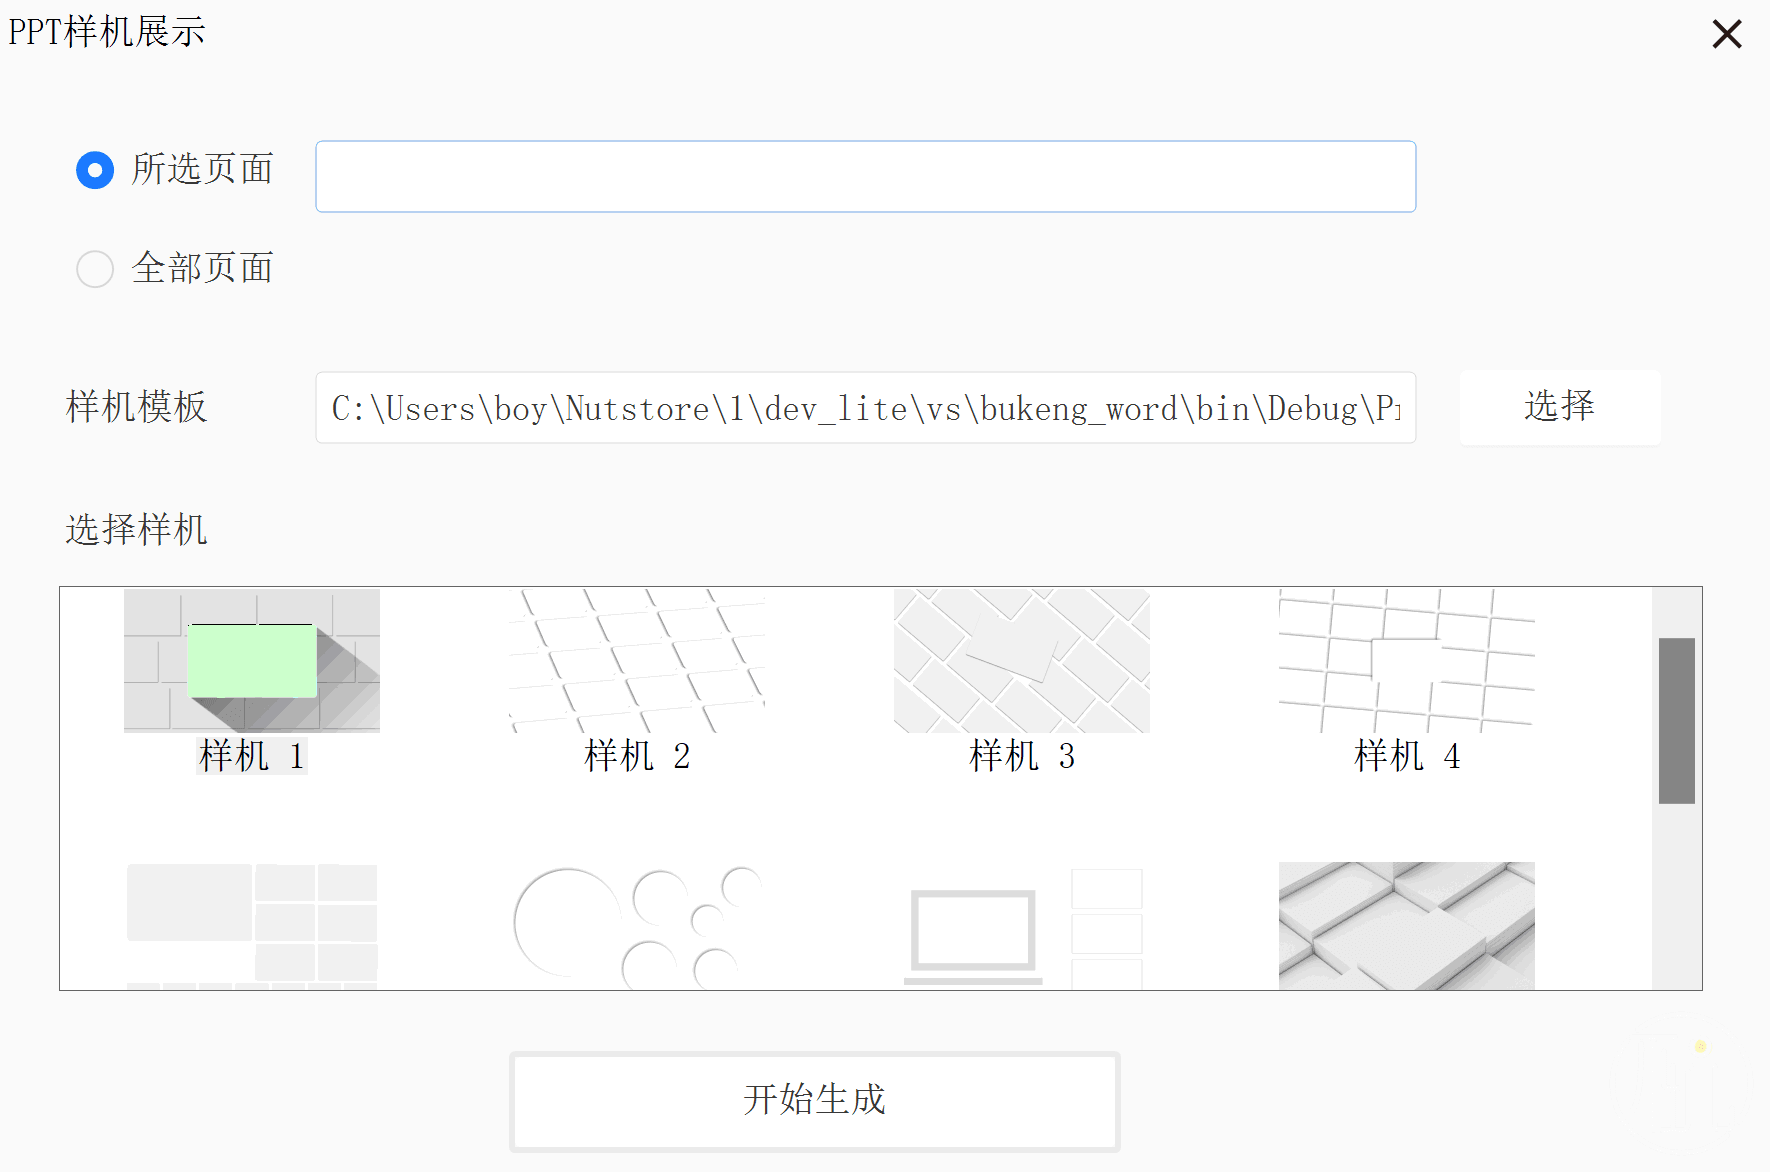 PPT样机展示
所选页面
全部页面
样机模板
C:\Users\boy\Nutstore\1\dev_lite\vs\bukeng_word\bin\Debug\Pr
选择
选择样机
样机 1
样机 2
样机 3
样机 4
开始生成